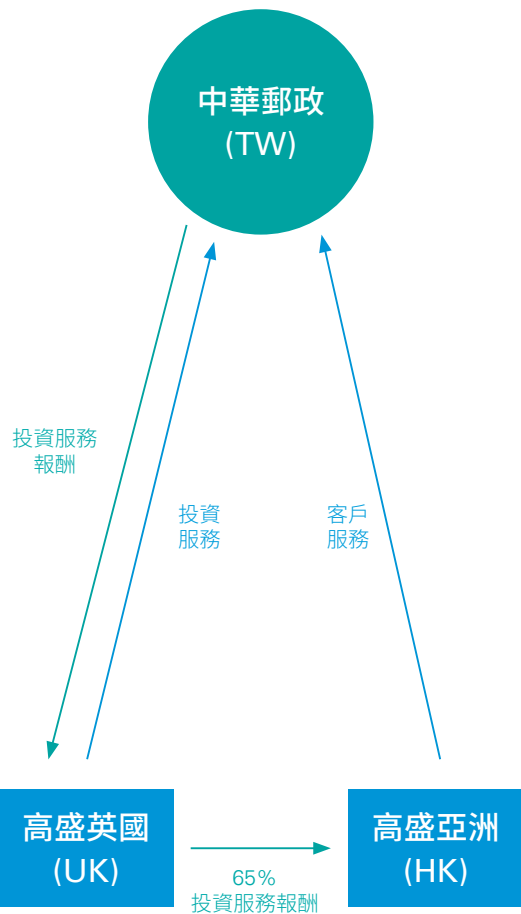 中華郵政
(TW)
投資服務
報酬
投資
服務
客戶
服務
高盛英國
(UK)
65%
投資服務報酬
高盛亞洲
(HK)